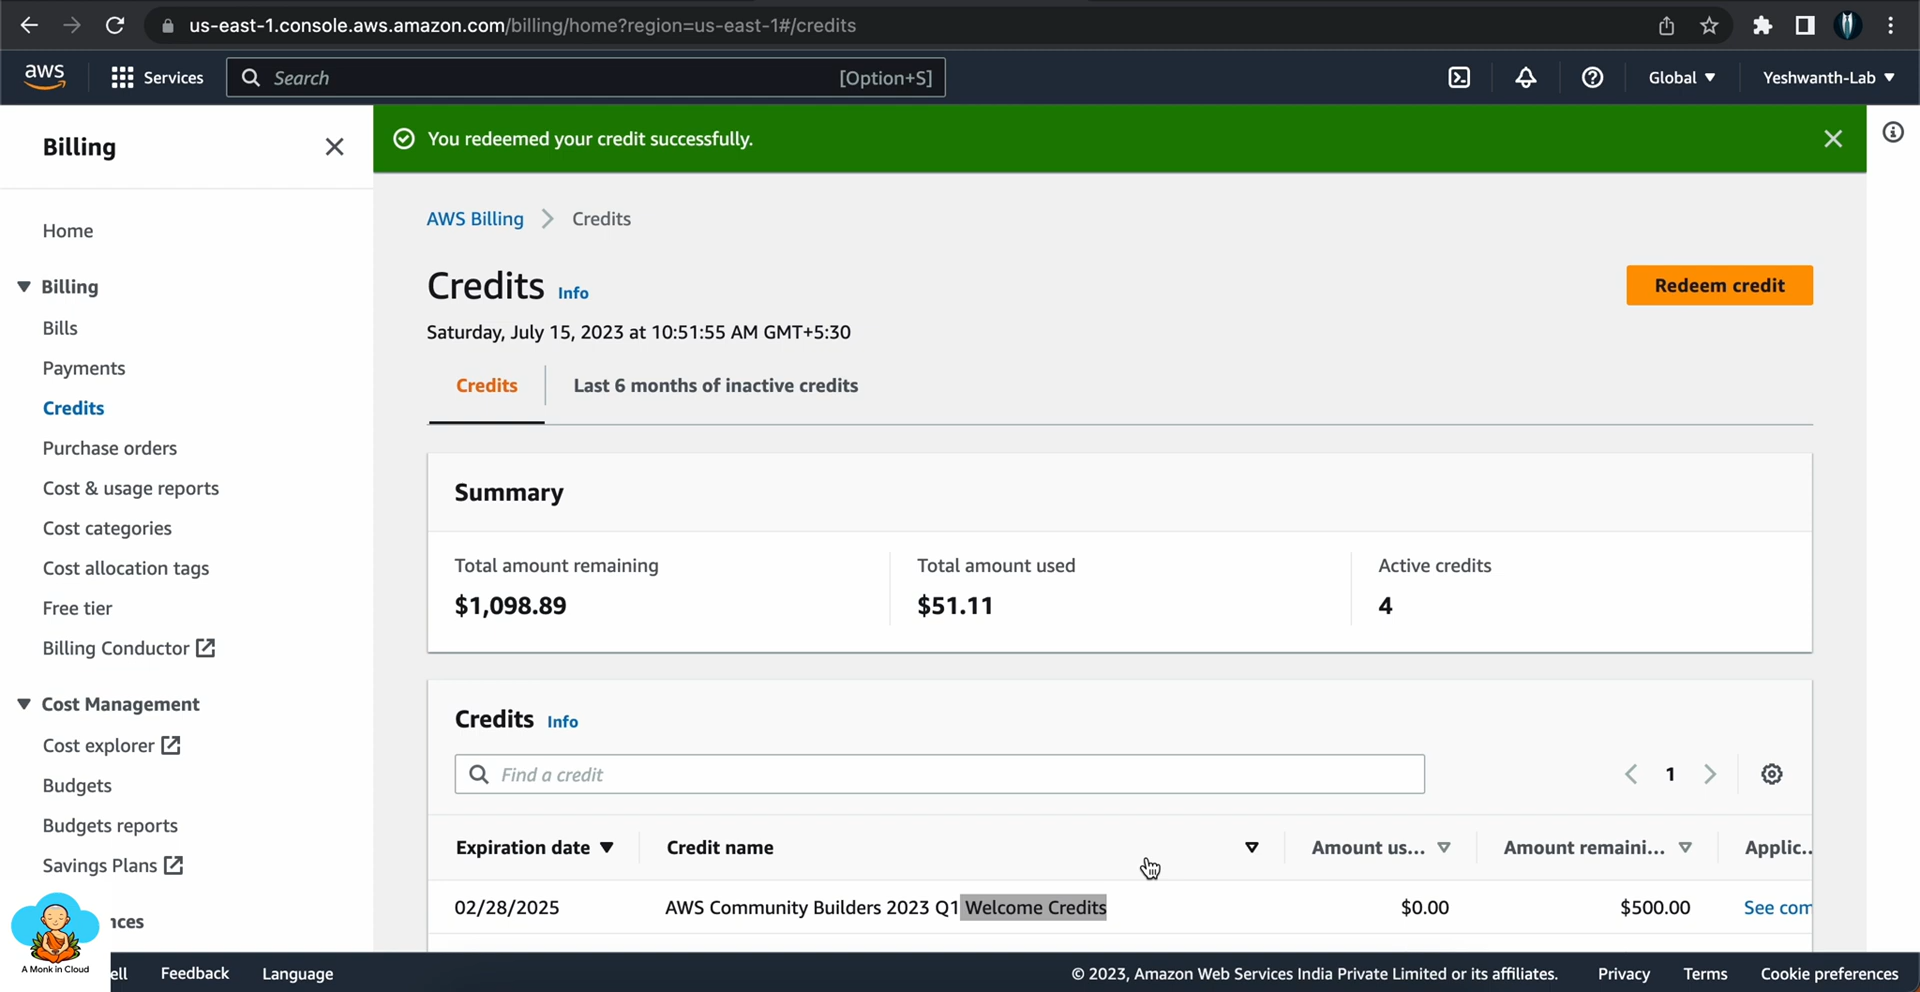 us-east-1.console.aws.amazon.com/billing/home?region=us-east-1#/credits
aws Services Search [Option+S] Global Yeshwanth-Lab
Billing
You redeemed your credit successfully.
Home
Billing
Bills
Payments
Credits
Purchase orders
Cost & usage reports
Cost categories
Cost allocation tags
Free tier
Billing Conductor
Cost Management
Cost explorer
Budgets
Budgets reports
Savings Plans
nces
AWS Billing Credits
Credits Info
Redeem credit
Saturday, July 15, 2023 at 10:51:55 AM GMT+5:30
Credits Last 6 months of inactive credits
Summary
Total amount remaining Total amount used Active credits
$1,098.89 $51.11 4
Credits Info
Find a credit 1
Expiration date Credit name Amount us... Amount remaini... Applic..
02/28/2025 AWS Community Builders 2023 Q1 Welcome Credits $0.00 $500.00 See com
A Monk in Cloud
ell Feedback Language © 2023, Amazon Web Services India Private Limited or its affiliates. Privacy Terms Cookie preferences